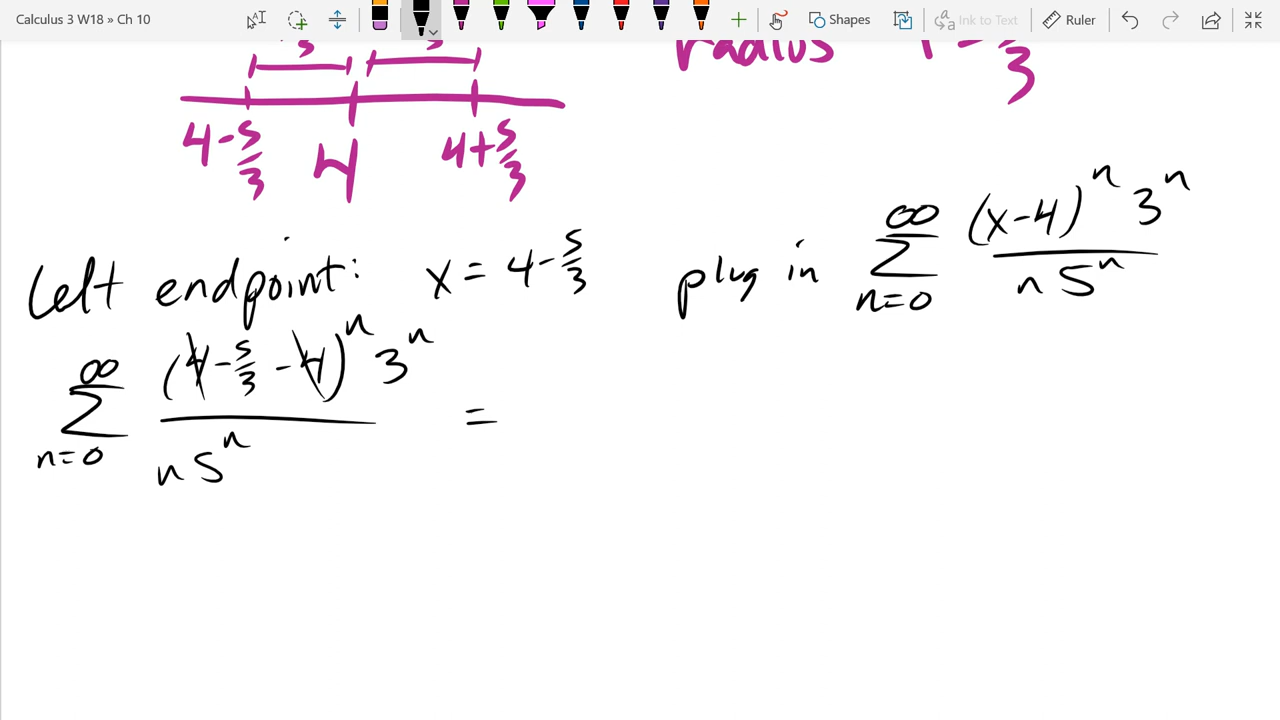 Calculus 3 W18 » Ch 10
Shapes
Ink to Text
Ruler
radius r = 5/3
4-5/3 4 4+5/3
left endpoint: x = 4-5/3 plug in ∞ Σ n=0 (x-4)^n 3^n / n 5^n
∞ Σ n=0 (4-5/3-4)^n 3^n / n 5^n =